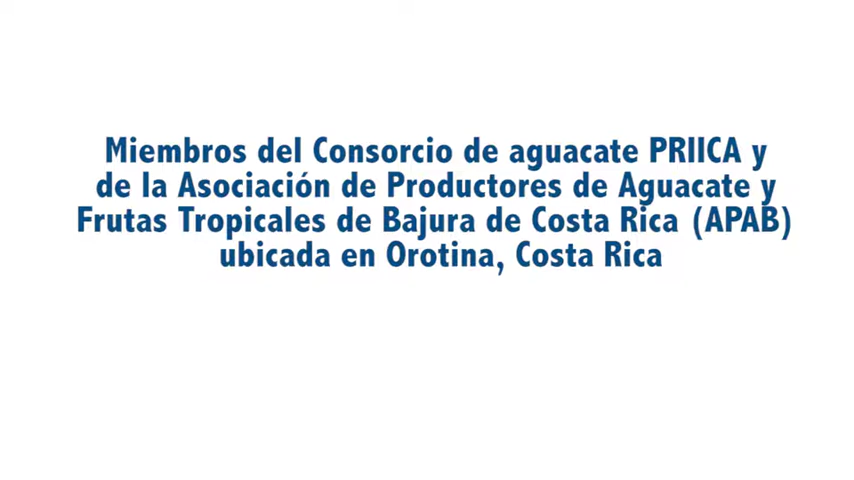 Miembros del Consorcio de aguacate PRIICA y
de la Asociación de Productores de Aguacate y
Frutas Tropicales de Bajura de Costa Rica (APAB)
ubicada en Orotina, Costa Rica